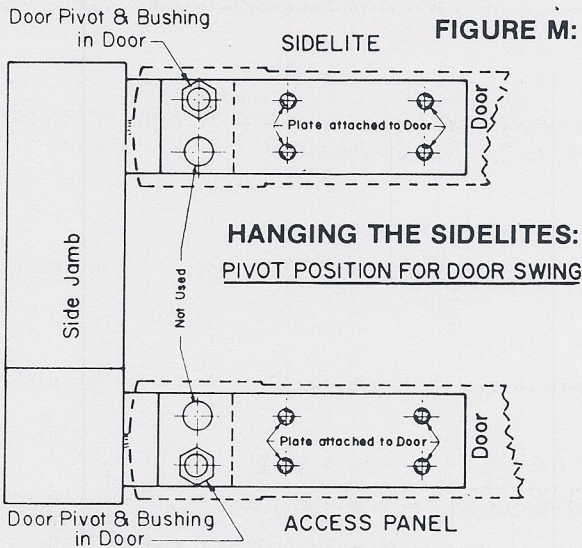 Door Pivot & Bushing
in Door
SIDELITE
FIGURE M:
Plate attached to Door
Door
HANGING THE SIDELITES:
PIVOT POSITION FOR DOOR SWING
Side Jamb
Not Used
Plate attached to Door
Door
Door Pivot & Bushing
in Door
ACCESS PANEL